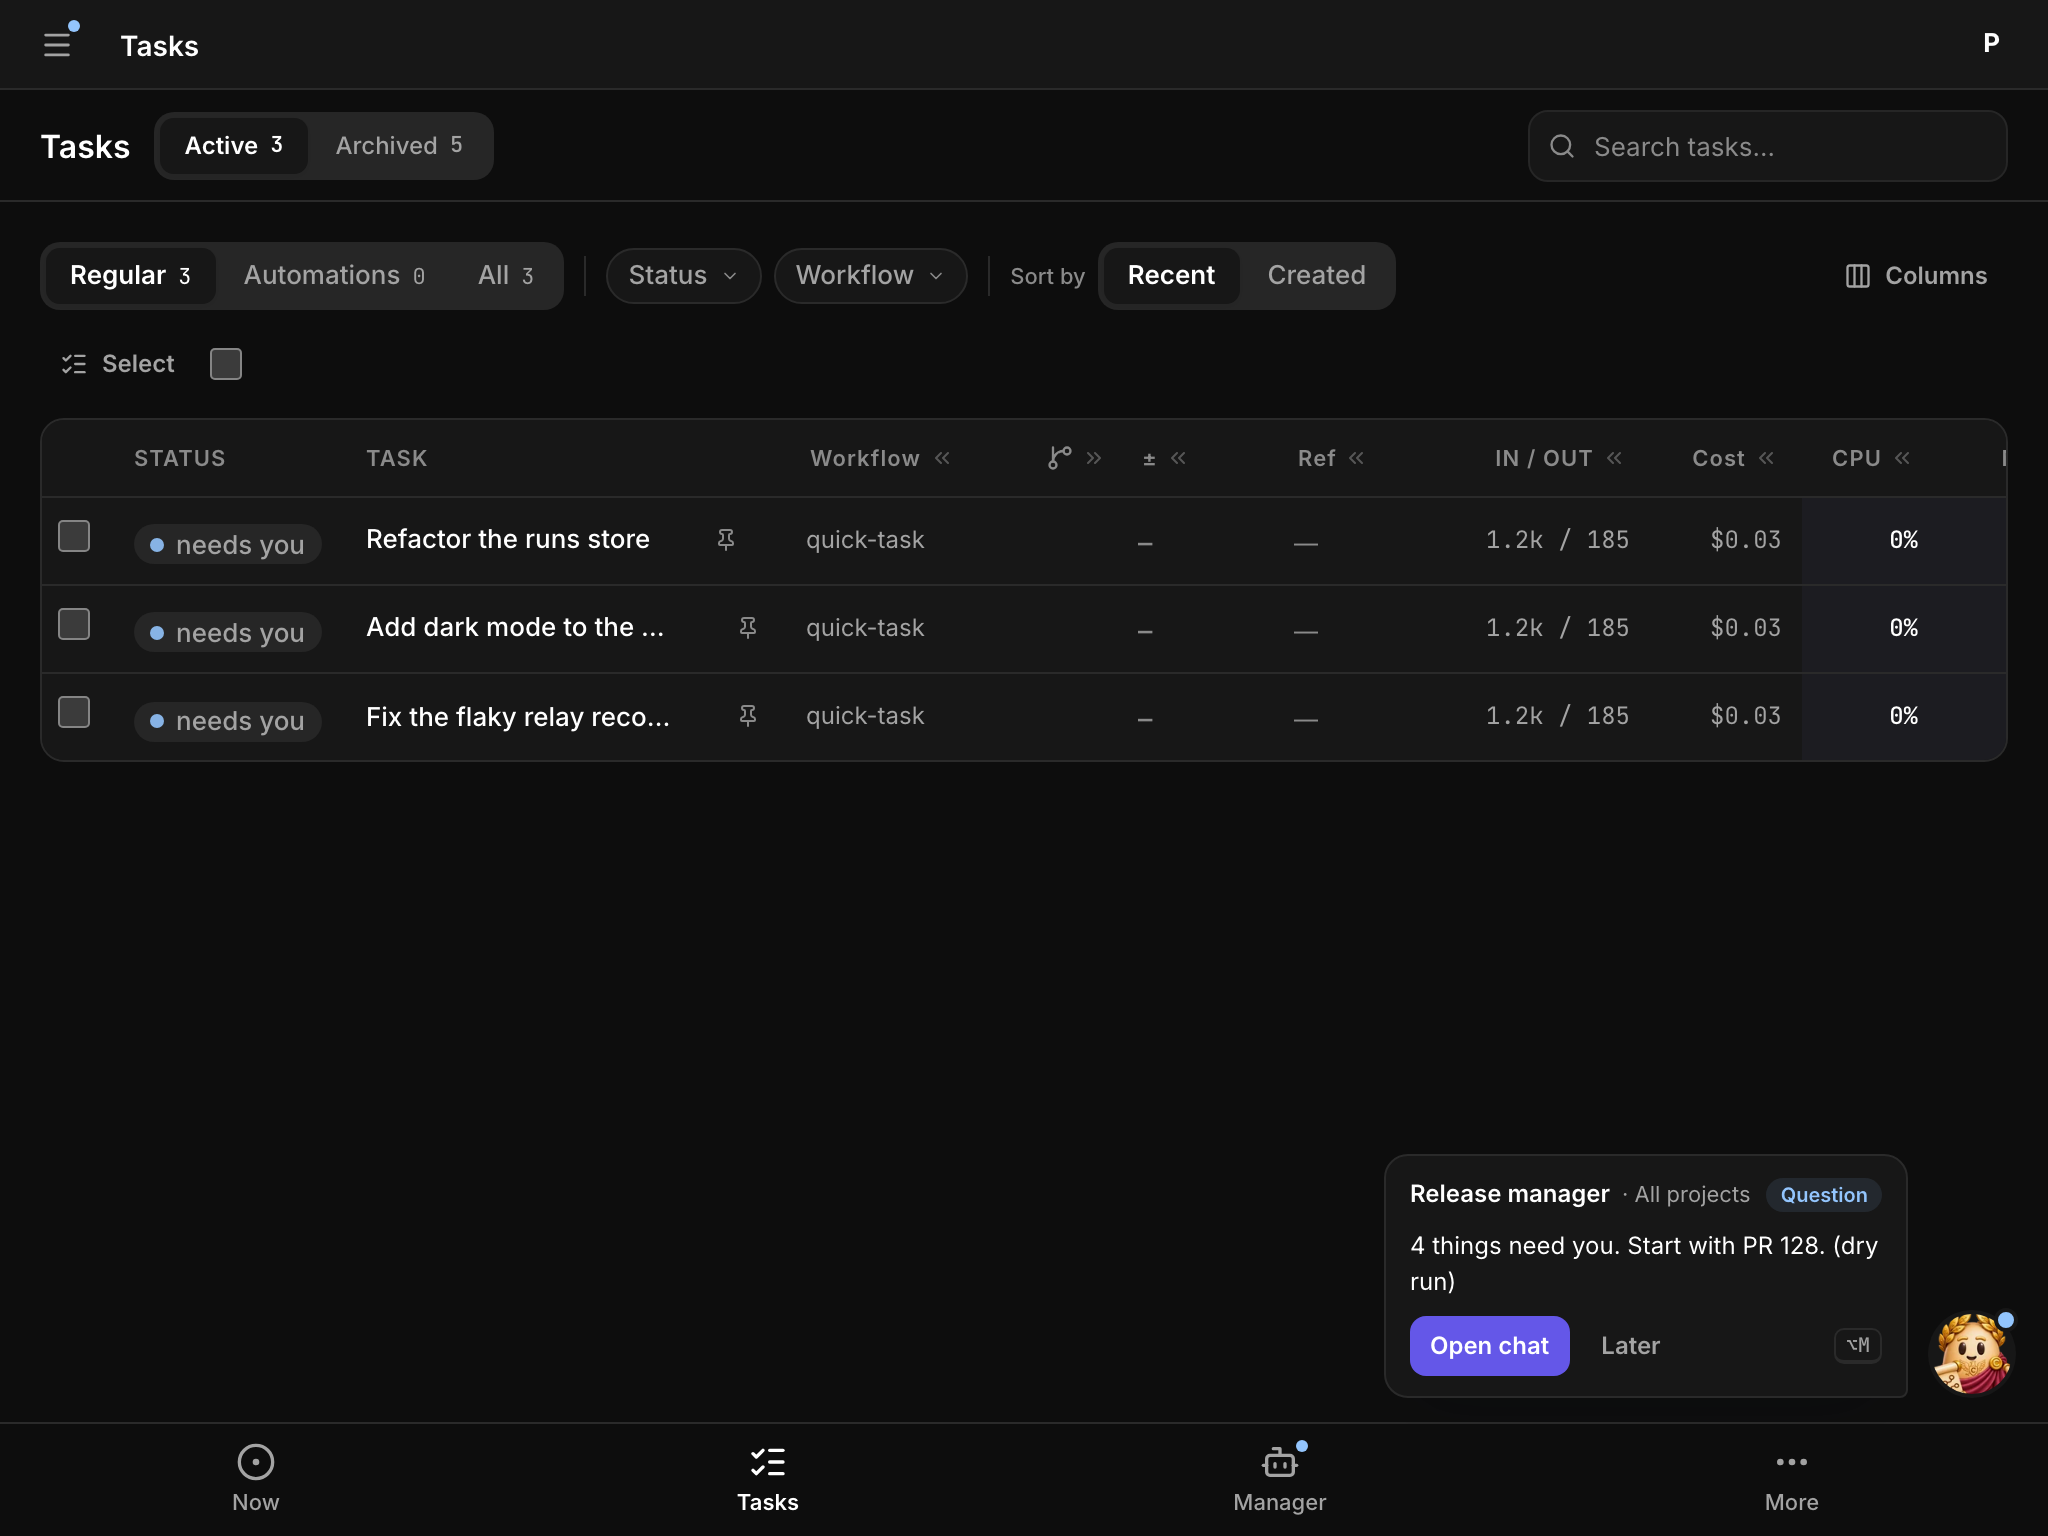 Tasks
P
Tasks
Active 3
Archived 5
Search tasks...
Regular 3
Automations 0
All 3
Status
Workflow
Sort by
Recent
Created
Columns
Select
STATUS TASK Workflow ± Ref IN / OUT Cost CPU
needs you Refactor the runs store quick-task – — 1.2k / 185 $0.03 0%
needs you Add dark mode to the ... quick-task – — 1.2k / 185 $0.03 0%
needs you Fix the flaky relay reco... quick-task – — 1.2k / 185 $0.03 0%
Release manager · All projects Question
4 things need you. Start with PR 128. (dry
run)
Open chat
Later
⌥M
Now
Tasks
Manager
More